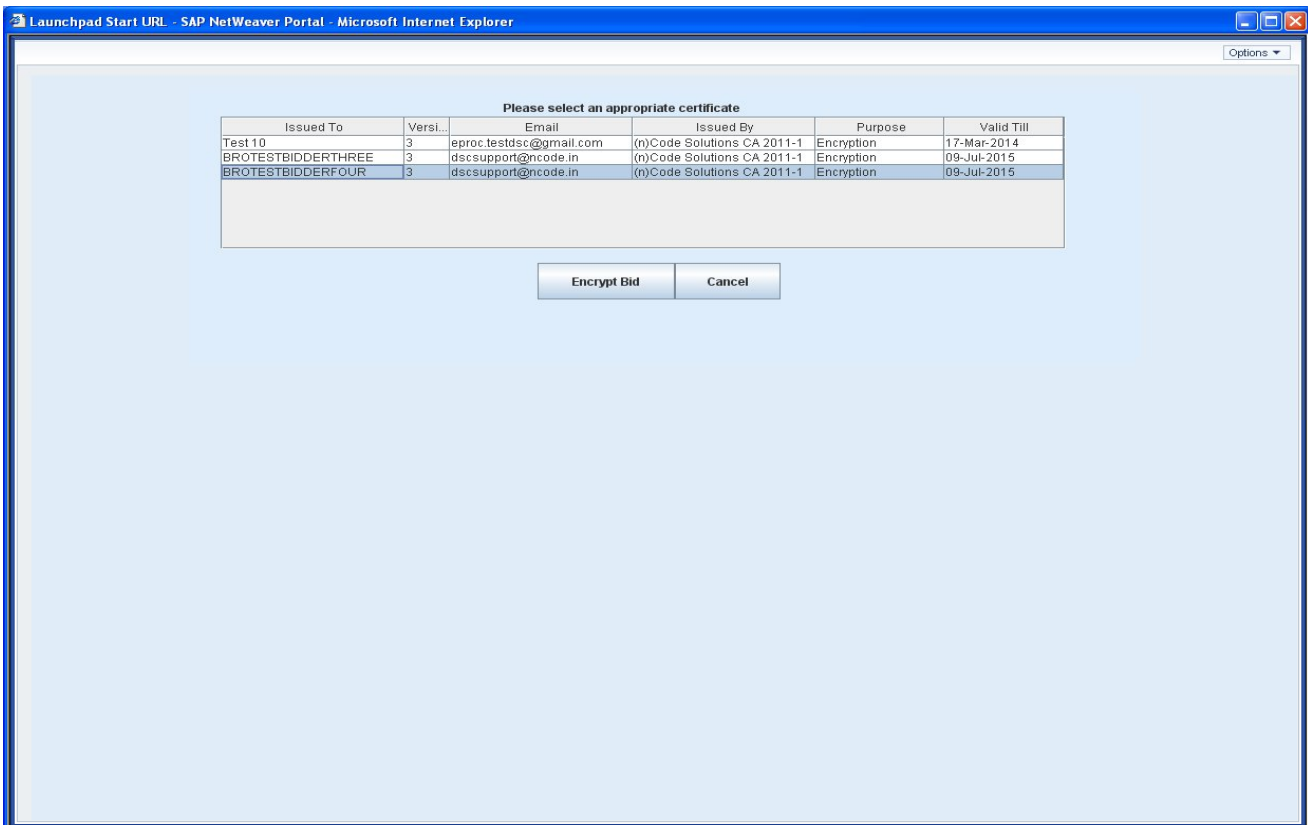 Launchpad Start URL - SAP NetWeaver Portal - Microsoft Internet Explorer
Options
Please select an appropriate certificate
Issued To Versi... Email Issued By Purpose Valid Till
Test 10 3 eproc.testdsc@gmail.com (n)Code Solutions CA 2011-1 Encryption 17-Mar-2014
BROTESTBIDDERTHREE 3 dscsupport@ncode.in (n)Code Solutions CA 2011-1 Encryption 09-Jul-2015
BROTESTBIDDERFOUR 3 dscsupport@ncode.in (n)Code Solutions CA 2011-1 Encryption 09-Jul-2015
Encrypt Bid Cancel